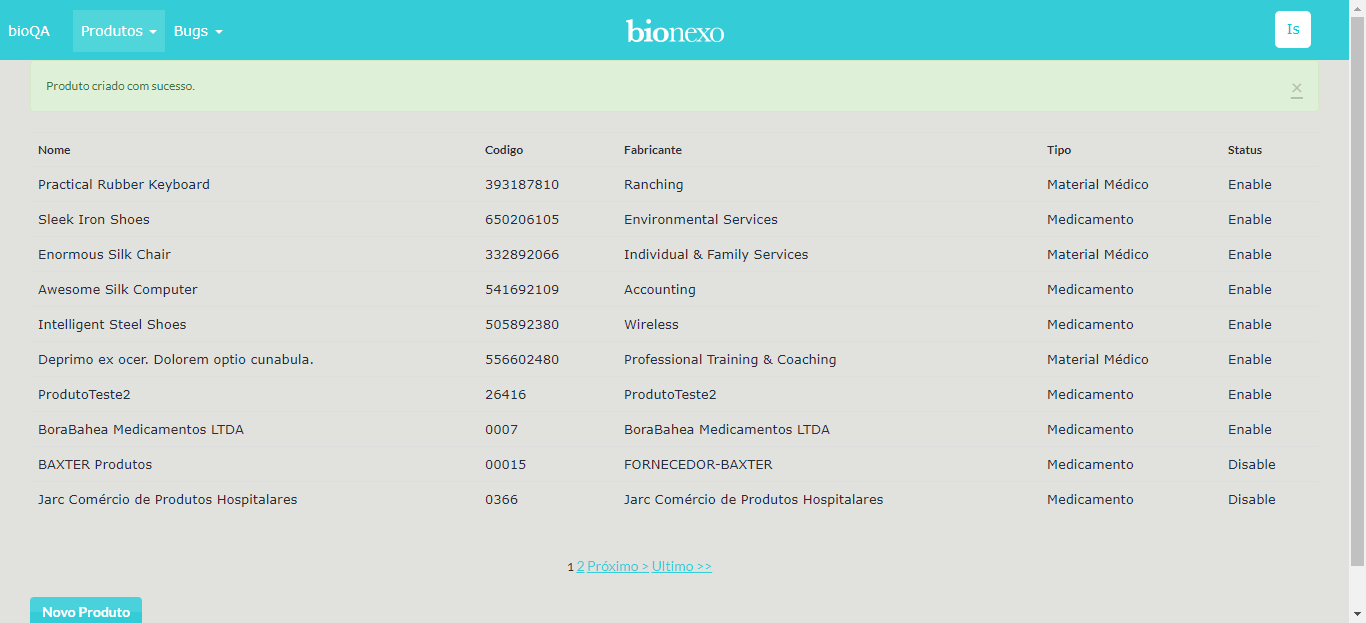 bioQA Produtos Bugs bionexo Is
Produto criado com sucesso. ×
Nome Codigo Fabricante Tipo Status
Practical Rubber Keyboard 393187810 Ranching Material Médico Enable
Sleek Iron Shoes 650206105 Environmental Services Medicamento Enable
Enormous Silk Chair 332892066 Individual & Family Services Material Médico Enable
Awesome Silk Computer 541692109 Accounting Medicamento Enable
Intelligent Steel Shoes 505892380 Wireless Medicamento Enable
Deprimo ex ocer. Dolorem optio cunabula. 556602480 Professional Training & Coaching Material Médico Enable
ProdutoTeste2 26416 ProdutoTeste2 Medicamento Enable
BoraBahea Medicamentos LTDA 0007 BoraBahea Medicamentos LTDA Medicamento Enable
BAXTER Produtos 00015 FORNECEDOR-BAXTER Medicamento Disable
Jarc Comércio de Produtos Hospitalares 0366 Jarc Comércio de Produtos Hospitalares Medicamento Disable
1 2 Próximo > Ultimo >>
Novo Produto